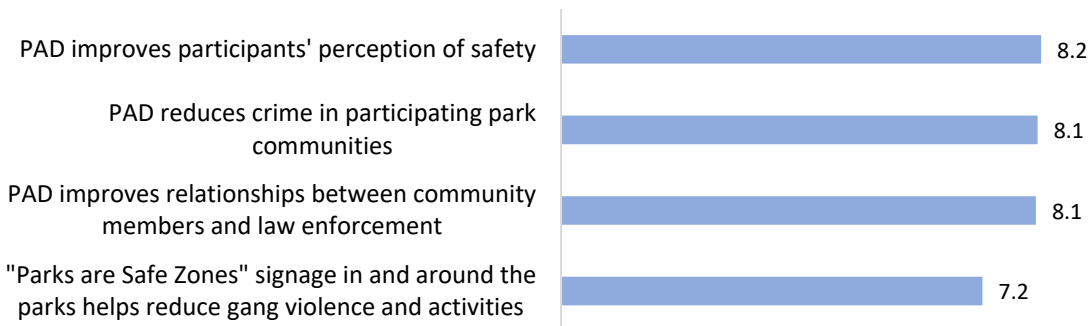 PAD improves participants' perception of safety
8.2
PAD reduces crime in participating park
communities
8.1
PAD improves relationships between community
members and law enforcement
8.1
"Parks are Safe Zones" signage in and around the
parks helps reduce gang violence and activities
7.2